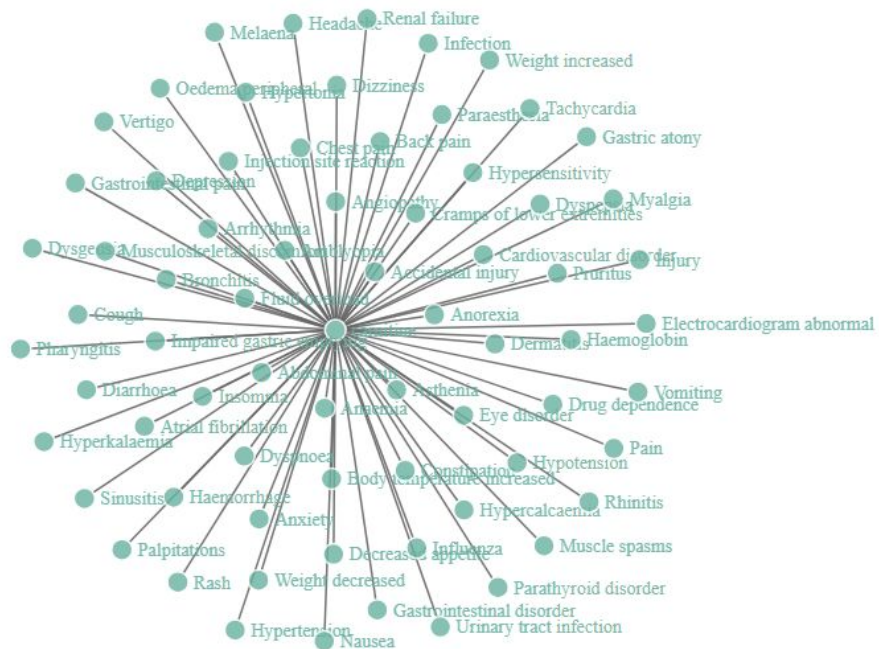 Renal failure
Headache
Melaena
Infection
Weight increased
Oedema peripheral
Hypertonia
Dizziness
Paraesthesia
Tachycardia
Vertigo
Gastric atony
Back pain
Chest pain
Injection site reaction
Hypersensitivity
Gastrointestinal pain
Depression
Myalgia
Dyspepsia
Angiopathy
Cramps of lower extremities
Arrhythmia
Dysgeusia
Musculoskeletal discomfort
Amblyopia
Cardiovascular disorder
Injury
Accidental injury
Pruritus
Bronchitis
Fluid overload
Cough
Anorexia
Electrocardiogram abnormal
Impaired gastric emptying
Haemoglobin
Dermatitis
Pharyngitis
Abdominal pain
Diarrhoea
Asthenia
Vomiting
Insomnia
Drug dependence
Anaemia
Eye disorder
Atrial fibrillation
Hyperkalaemia
Pain
Dyspnoea
Hypotension
Constipation
Body temperature increased
Sinusitis
Haemorrhage
Rhinitis
Hypercalcaemia
Anxiety
Palpitations
Muscle spasms
Influenza
Decreased appetite
Rash
Weight decreased
Parathyroid disorder
Gastrointestinal disorder
Hypertension
Urinary tract infection
Nausea